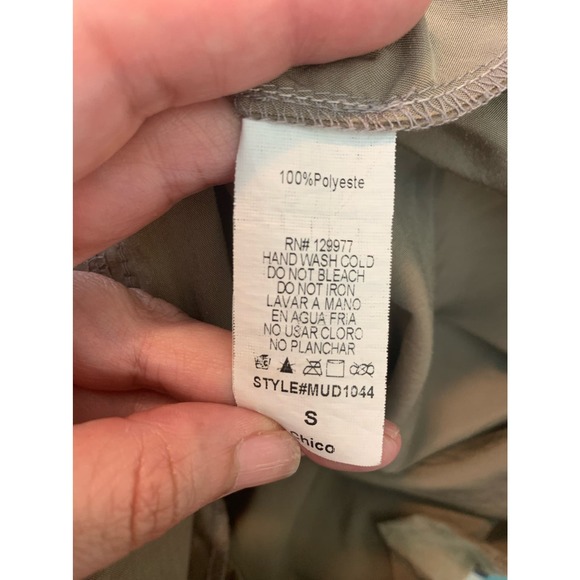 100%Polyeste
RN# 129977
HAND WASH COLD
DO NOT BLEACH
DO NOT IRON
LAVAR A MANO
EN AGUA FRIA
NO USAR CLORO
NO PLANCHAR
STYLE#MUD1044
S
Chico